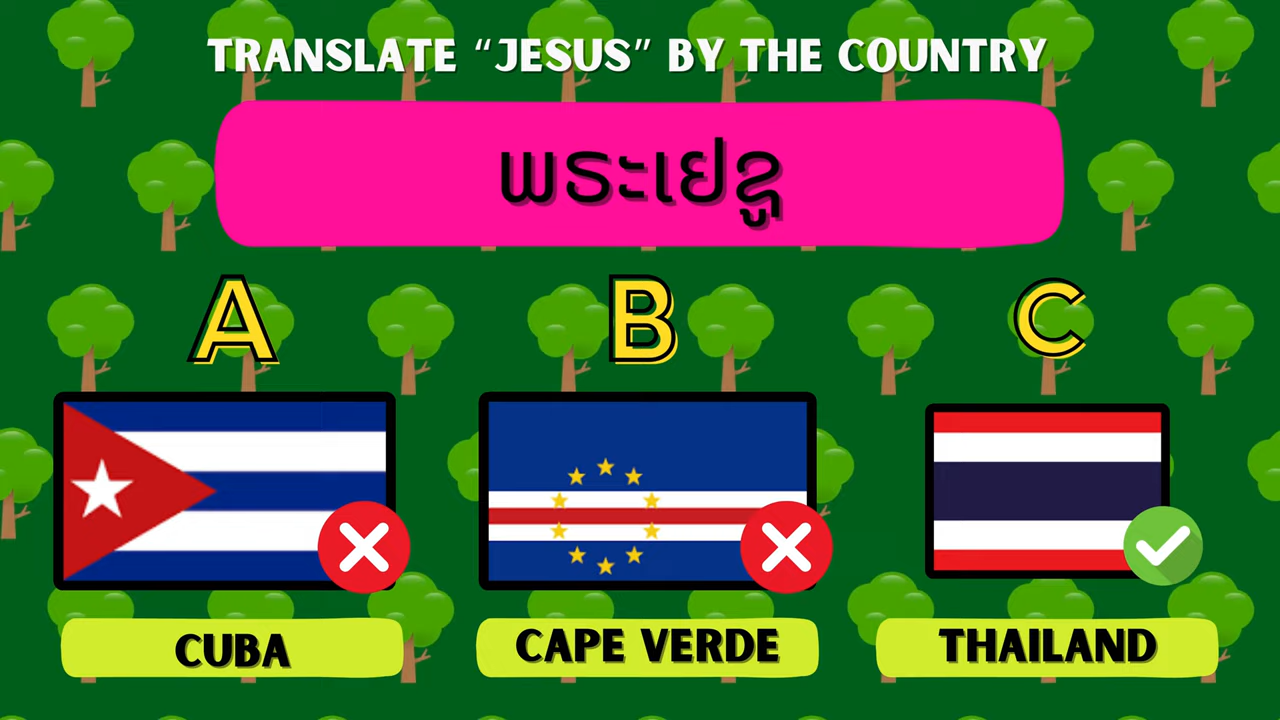 TRANSLATE “JESUS” BY THE COUNTRY
ພຣະເຢຊູ
A
B
C
CUBA
CAPE VERDE
THAILAND